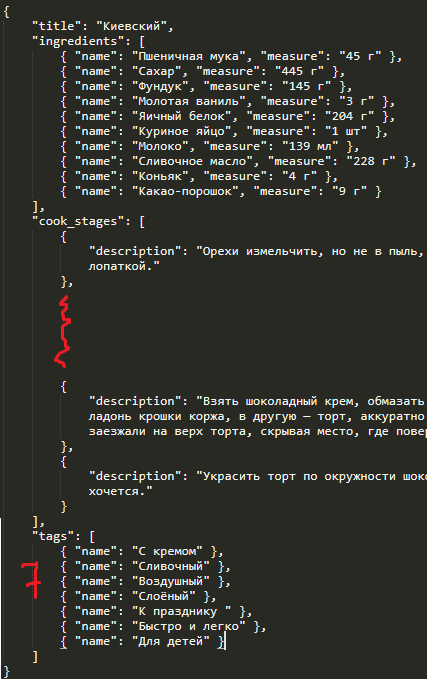 {
"title": "Киевский",
"ingredients": [
{ "name": "Пшеничная мука", "measure": "45 г" },
{ "name": "Сахар", "measure": "445 г" },
{ "name": "Фундук", "measure": "145 г" },
{ "name": "Молотая ваниль", "measure": "3 г" },
{ "name": "Яичный белок", "measure": "204 г" },
{ "name": "Куриное яйцо", "measure": "1 шт" },
{ "name": "Молоко", "measure": "139 мл" },
{ "name": "Сливочное масло", "measure": "228 г" },
{ "name": "Коньяк", "measure": "4 г" },
{ "name": "Какао-порошок", "measure": "9 г" }
],
"cook_stages": [
{
"description": "Орехи измельчить, но не в пыль,
лопаткой."
},
{
"description": "Взять шоколадный крем, обмазать
ладонь крошки коржа, в другую — торт, аккуратно
заезжали на верх торта, скрывая место, где повер
},
{
"description": "Украсить торт по окружности шоко
хочется."
}
],
"tags": [
{ "name": "С кремом" },
{ "name": "Сливочный" },
7
{ "name": "Воздушный" },
{ "name": "Слоёный" },
{ "name": "К празднику " },
{ "name": "Быстро и легко" },
{ "name": "Для детей" }
]
}